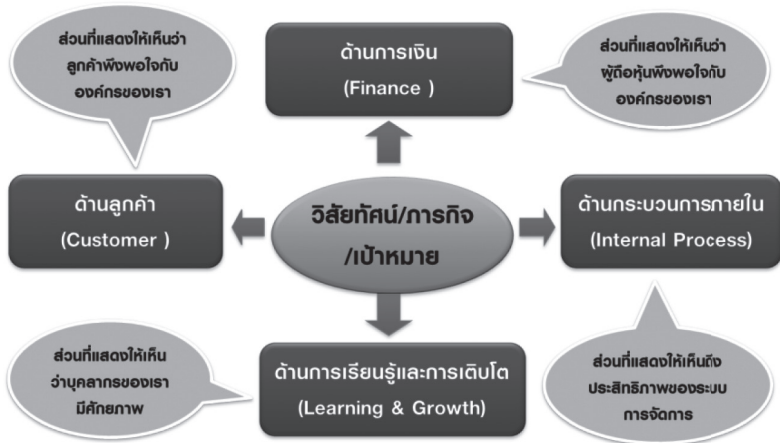 ส่วนที่แสดงให้เห็นว่า
ลูกค้าพึงพอใจกับ
องค์กรของเรา
ด้านการเงิน
(Finance )
ส่วนที่แสดงให้เห็นว่า
ผู้ถือหุ้นพึงพอใจกับ
องค์กรของเรา
ด้านลูกค้า
(Customer )
วิสัยทัศน์/ภารกิจ
/เป้าหมาย
ด้านกระบวนการภายใน
(Internal Process)
ส่วนที่แสดงให้เห็น
ว่าบุคลากรของเรา
มีศักยภาพ
ด้านการเรียนรู้และการเติบโต
(Learning & Growth)
ส่วนที่แสดงให้เห็นถึง
ประสิทธิภาพของระบบ
การจัดการ